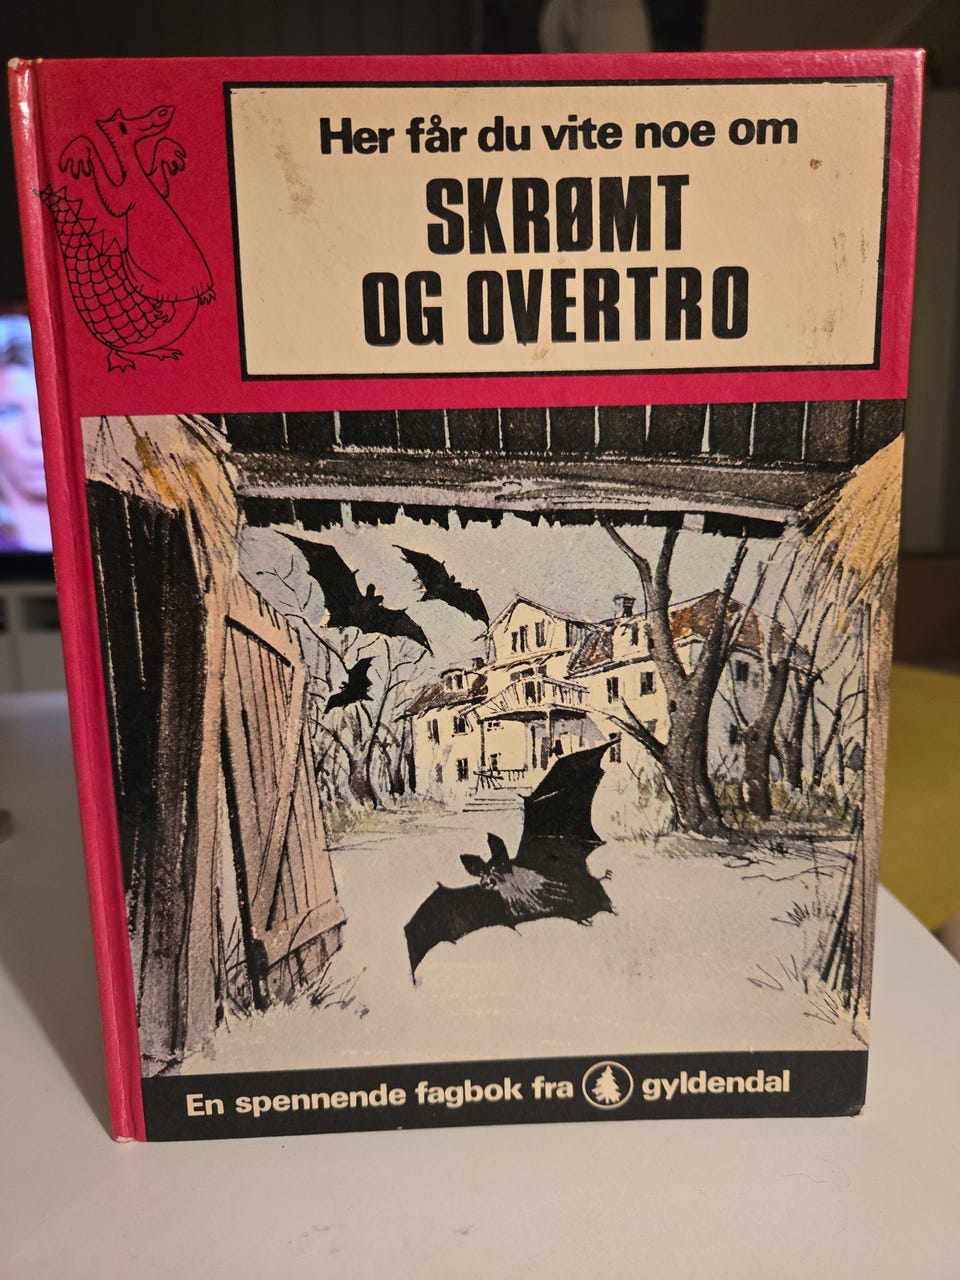 Her får du vite noe om
SKRØMT
OG OVERTRO
En spennende fagbok fra gyldendal